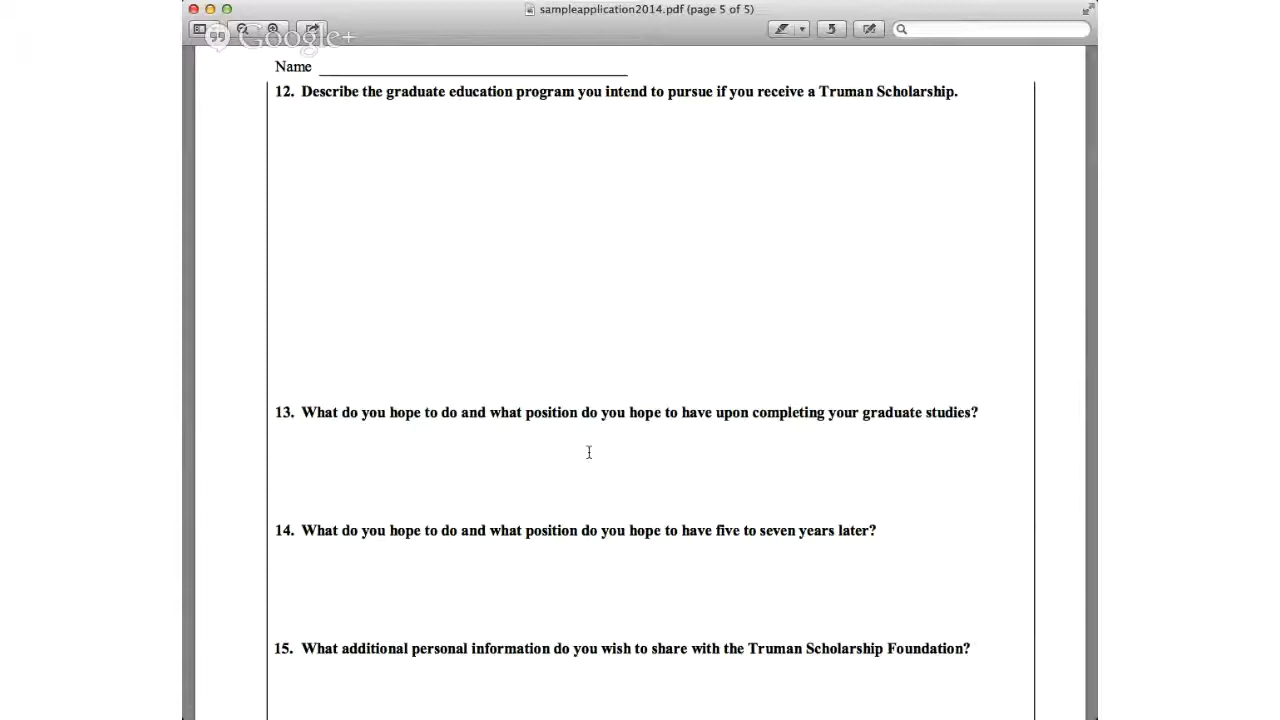 sampleapplication2014.pdf (page 5 of 5)
Google+
Name
12. Describe the graduate education program you intend to pursue if you receive a Truman Scholarship.
13. What do you hope to do and what position do you hope to have upon completing your graduate studies?
14. What do you hope to do and what position do you hope to have five to seven years later?
15. What additional personal information do you wish to share with the Truman Scholarship Foundation?